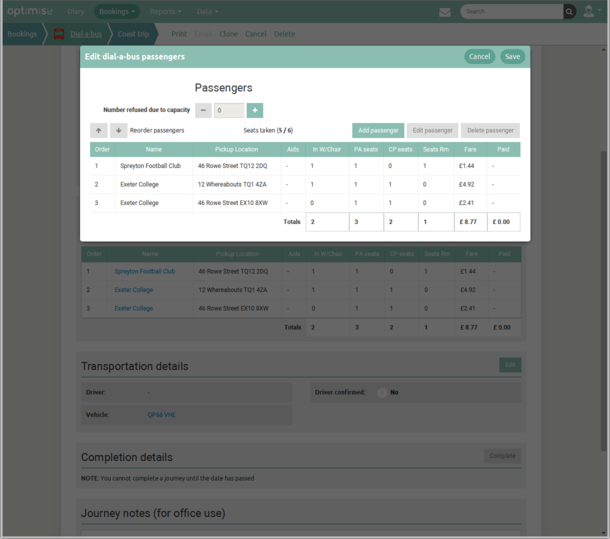 optimise Diary Bookings Reports Data Search
Bookings Dial-a-bus Coast trip Print Email Clone Cancel Delete
Edit dial-a-bus passengers Cancel Save
Passengers
Number refused due to capacity − 0 +
Reorder passengers Seats taken (5 / 6) Add passenger Edit passenger Delete passenger
Order Name Pickup Location Aids In W/Chair PA seats CP seats Seats Rm Fare Paid
1 Spreyton Football Club 46 Rowe Street TQ12 2DQ - 1 1 0 1 £1.44 -
2 Exeter College 12 Whereabouts TQ1 4ZA - 1 1 1 0 £4.92 -
3 Exeter College 46 Rowe Street EX10 8XW - 0 1 1 0 £2.41 -
Totals 2 3 2 1 £ 8.77 £ 0.00
Order Name Pickup Location Aids In W/Chair PA seats CP seats Seats Rm Fare Paid
1 Spreyton Football Club 46 Rowe Street TQ12 2DQ - 1 1 0 1 £1.44 -
2 Exeter College 12 Whereabouts TQ1 4ZA - 1 1 1 0 £4.92 -
3 Exeter College 46 Rowe Street EX10 8XW - 0 1 1 0 £2.41 -
Totals 2 3 2 1 £ 8.77 £ 0.00
Transportation details Edit
Driver: - Driver confirmed: No
Vehicle: QP66 VHE
Completion details Complete
NOTE: You cannot complete a journey until the date has passed
Journey notes (for office use)